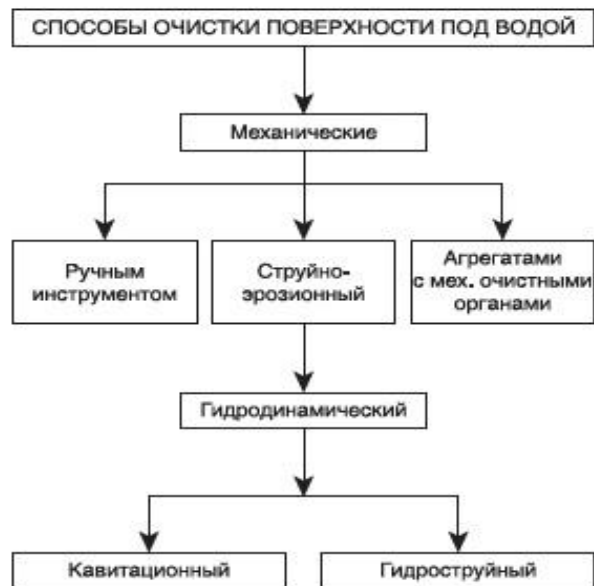 СПОСОБЫ ОЧИСТКИ ПОВЕРХНОСТИ ПОД ВОДОЙ
Механические
Ручным
инструментом
Струйно-
эрозионный
Агрегатами
с мех. очистными
органами
Гидродинамический
Кавитационный
Гидроструйный